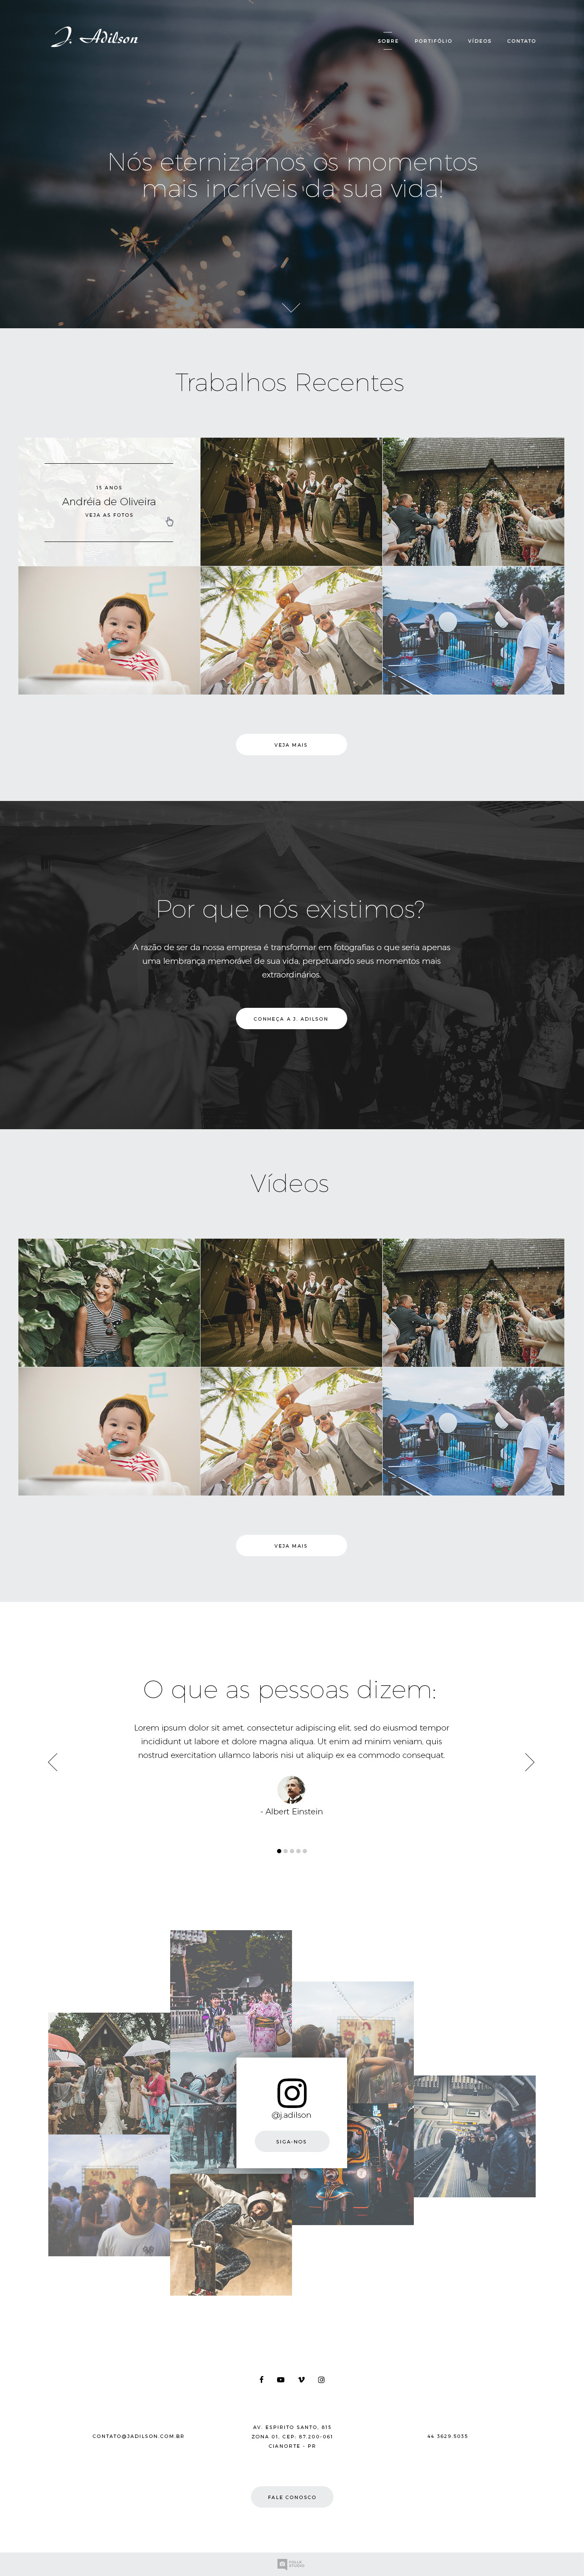 J. Adilson
SOBRE
PORTIFÓLIO
VÍDEOS
CONTATO
Nós eternizamos os momentos
mais incríveis da sua vida!
Trabalhos Recentes
15 ANOS
Andréia de Oliveira
VEJA AS FOTOS
VEJA MAIS
Por que nós existimos?
A razão de ser da nossa empresa é transformar em fotografias o que seria apenas
uma lembrança memorável de sua vida, perpetuando seus momentos mais
extraordinários.
CONHEÇA A J. ADILSON
Vídeos
VEJA MAIS
O que as pessoas dizem:
Lorem ipsum dolor sit amet, consectetur adipiscing elit, sed do eiusmod tempor
incididunt ut labore et dolore magna aliqua. Ut enim ad minim veniam, quis
nostrud exercitation ullamco laboris nisi ut aliquip ex ea commodo consequat.
- Albert Einstein
@j.adilson
SIGA-NOS
CONTATO@JADILSON.COM.BR
AV. ESPIRITO SANTO, 815
ZONA 01, CEP: 87.200-061
CIANORTE - PR
44 3629.5035
FALE CONOSCO